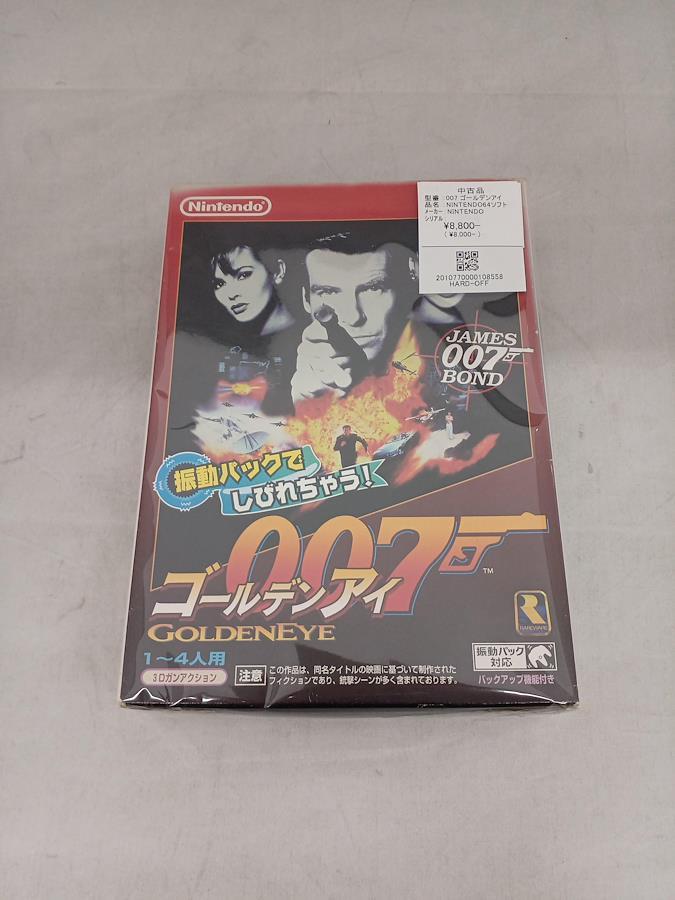 Nintendo
中古品
型番 :007 ゴールデンアイ
品名 :NINTENDO64ソフト
メーカー:NINTENDO
シリアル:
¥8,800-
(¥8,000-)
2010770000108558
HARD-OFF
JAMES
007
BOND
振動パックで
しびれちゃう!
007
TM
ゴールデンアイ
GOLDENEYE
R
RAREWARE
1〜4人用
3Dガンアクション
注意
この作品は、同名タイトルの映画に基づいて制作された
フィクションであり、銃撃シーンが多く含まれております。
振動パック
対応
バックアップ機能付き